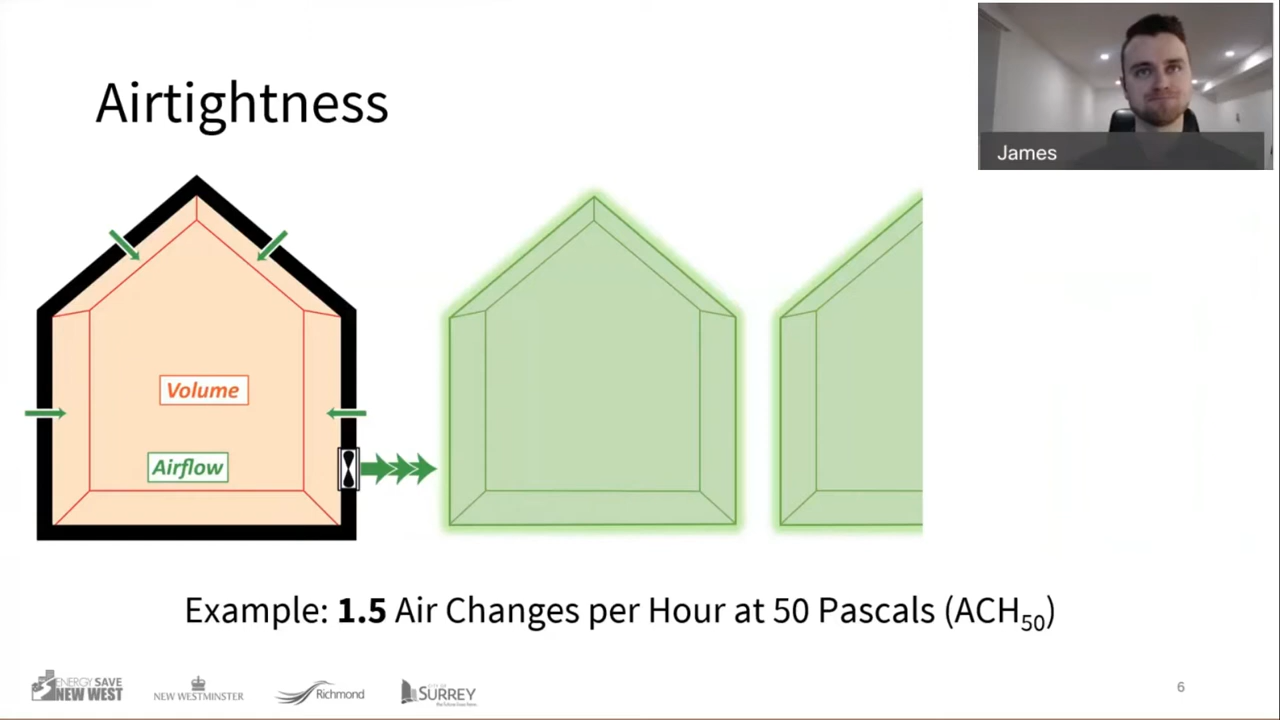 Airtightness
James
Volume
Airflow
Example: 1.5 Air Changes per Hour at 50 Pascals (ACH50)
ENERGY SAVE
NEW WEST
NEW WESTMINSTER
Richmond
SURREY
6